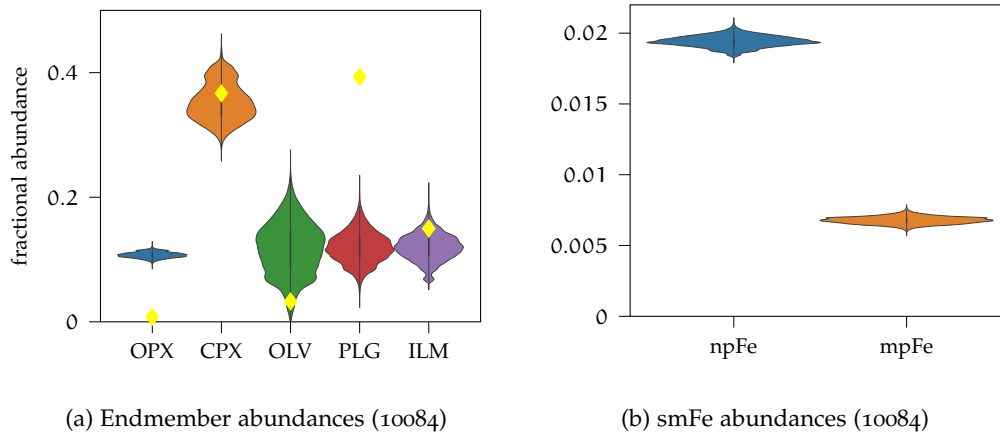 fractional abundance
0.4
0.2
0
OPX CPX OLV PLG ILM
(a) Endmember abundances (10084)
0.02
0.015
0.01
0.005
0
npFe mpFe
(b) smFe abundances (10084)